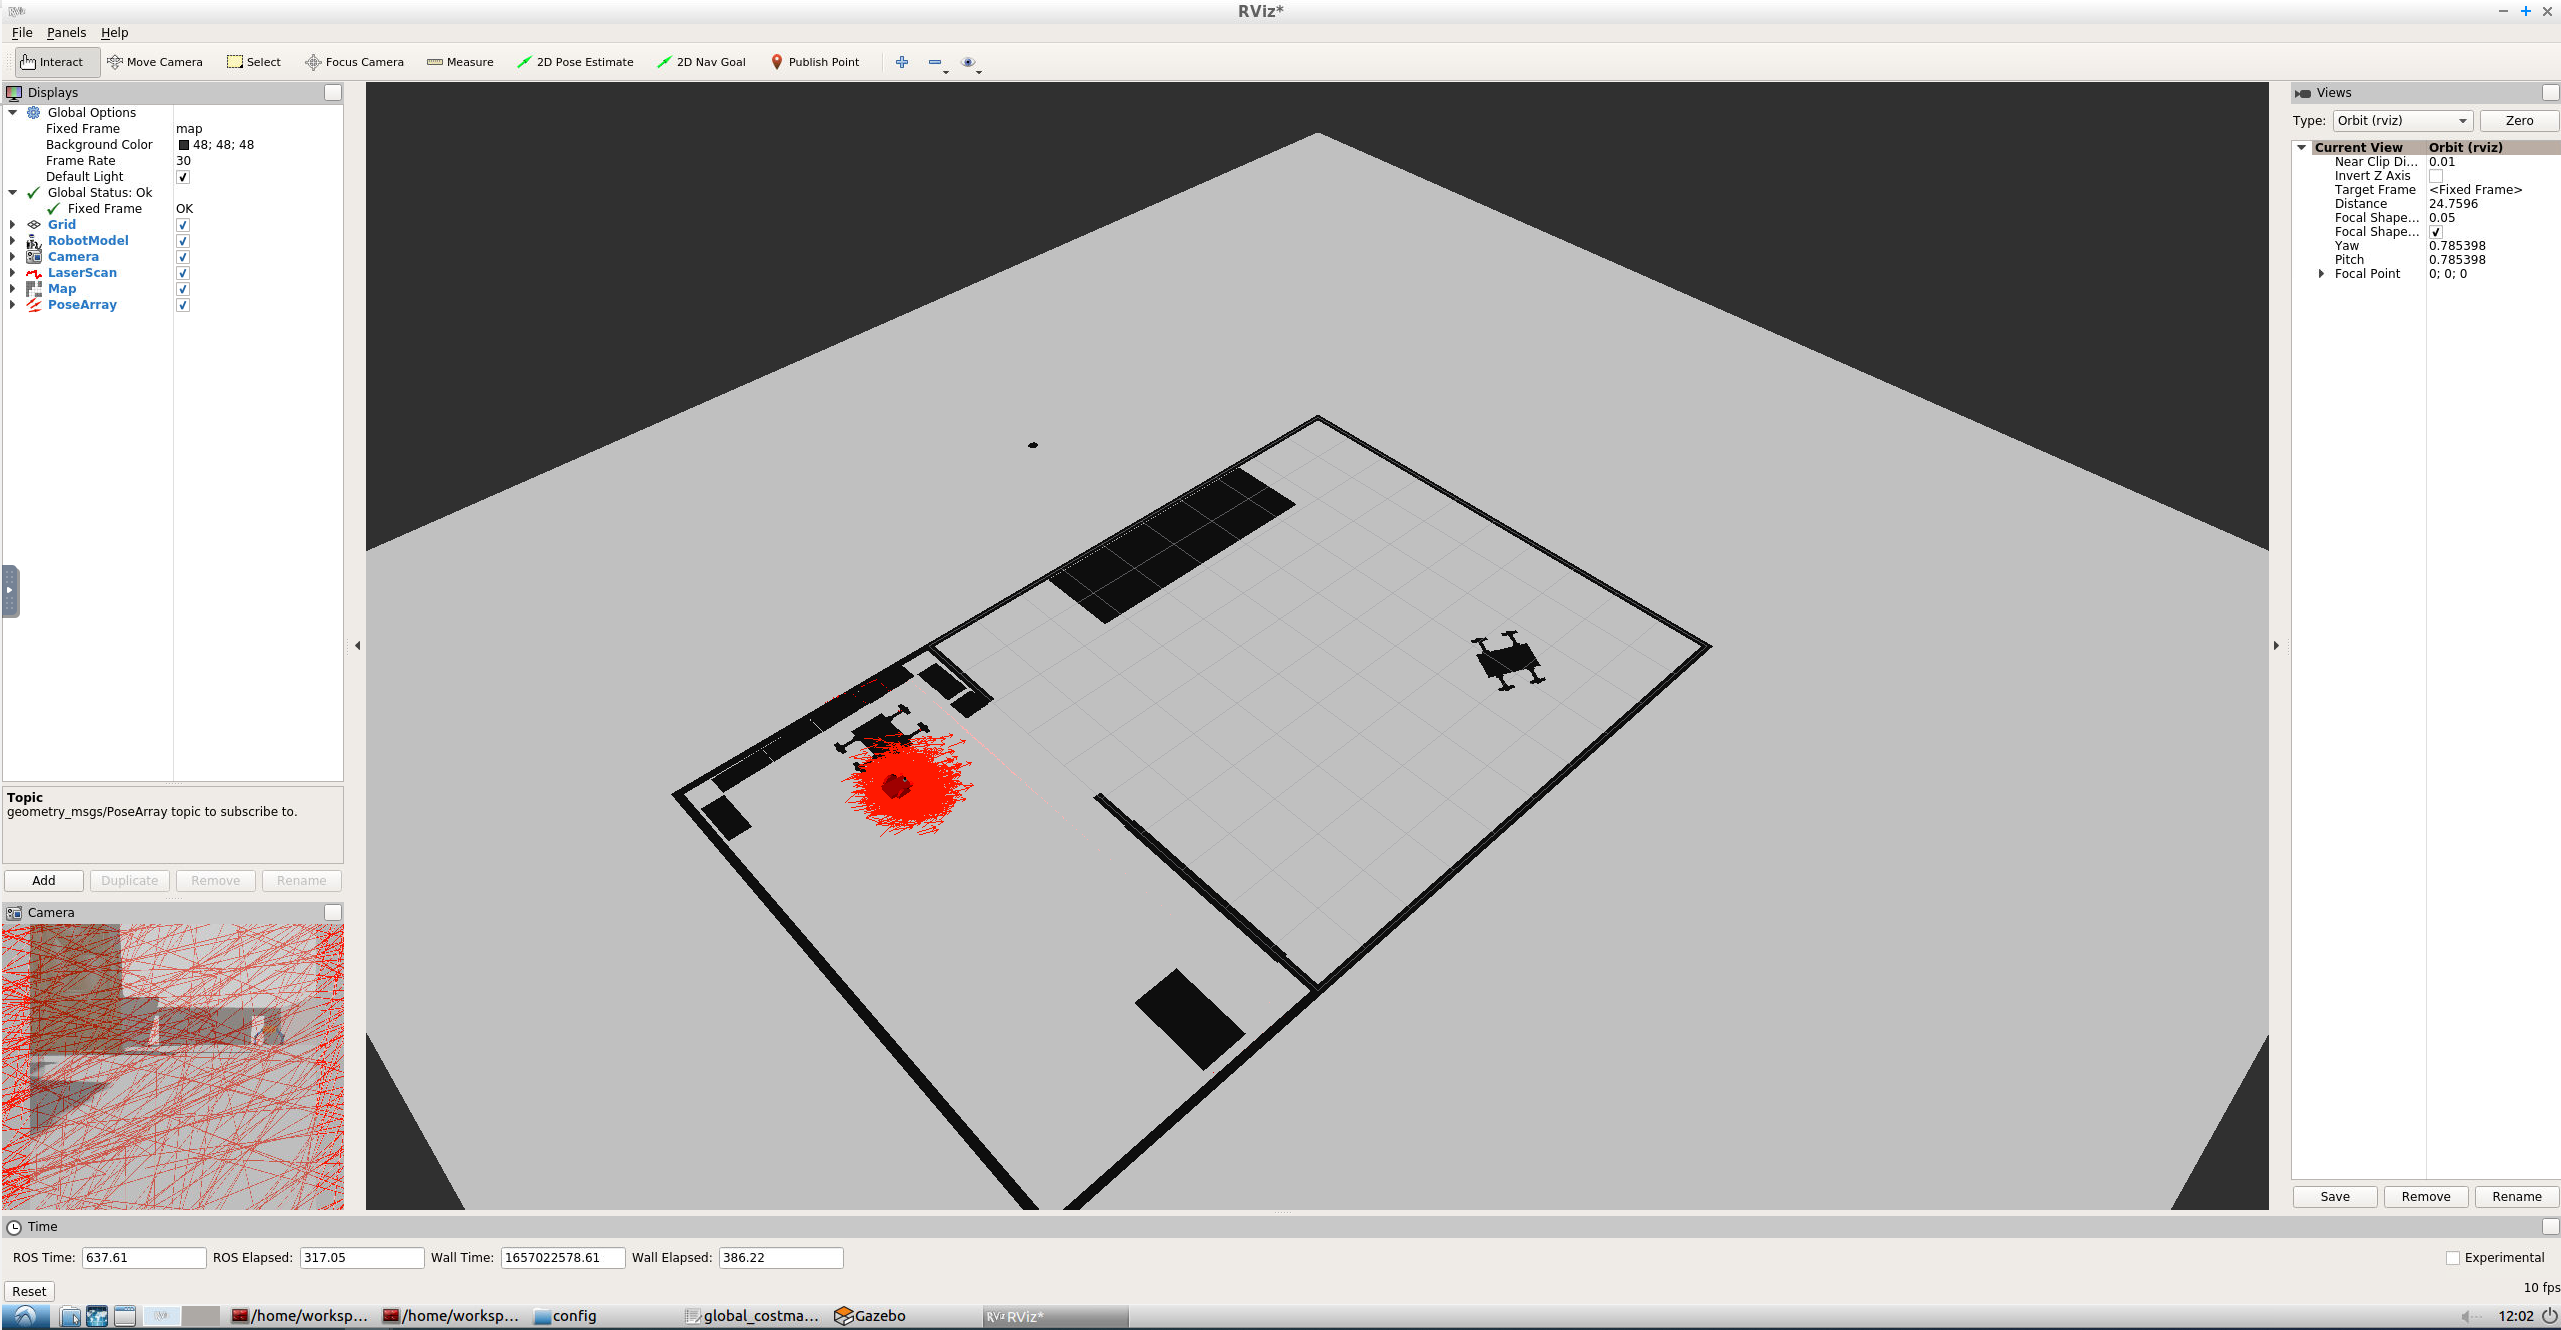 RViz*
File Panels Help
Interact Move Camera Select Focus Camera Measure 2D Pose Estimate 2D Nav Goal Publish Point
Displays
Global Options
Fixed Frame map
Background Color 48; 48; 48
Frame Rate 30
Default Light
Global Status: Ok
Fixed Frame OK
Grid
RobotModel
Camera
LaserScan
Map
PoseArray
Topic
geometry_msgs/PoseArray topic to subscribe to.
Add Duplicate Remove Rename
Camera
Views
Type: Orbit (rviz) Zero
Current View Orbit (rviz)
Near Clip Di... 0.01
Invert Z Axis
Target Frame <Fixed Frame>
Distance 24.7596
Focal Shape... 0.05
Focal Shape...
Yaw 0.785398
Pitch 0.785398
Focal Point 0; 0; 0
Save Remove Rename
Time
ROS Time: 637.61 ROS Elapsed: 317.05 Wall Time: 1657022578.61 Wall Elapsed: 386.22 Experimental
Reset 10 fps
/home/worksp... /home/worksp... config global_costma... Gazebo RViz RViz* 12:02